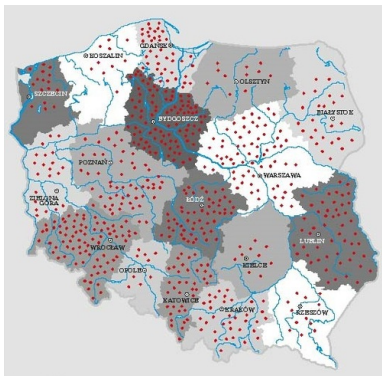 GDAŃSK
KOSZALIN
OLSZTYN
SZCZECIN
BIAŁYSTOK
BYDGOSZCZ
POZNAŃ
WARSZAWA
ZIELONA
GÓRA
ŁÓDŹ
LUBLIN
WROCŁAW
KIELCE
OPOLE
KATOWICE
KRAKÓW
RZESZÓW